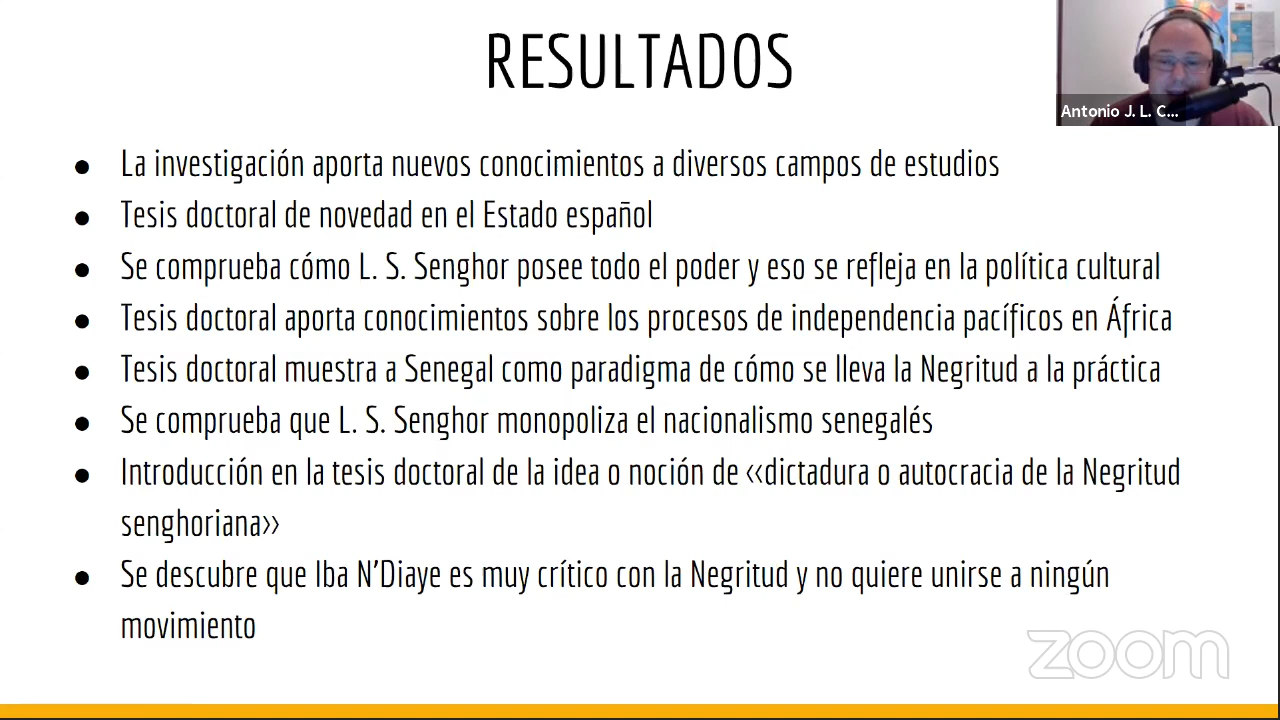 RESULTADOS
Antonio J. L. C...
● La investigación aporta nuevos conocimientos a diversos campos de estudios
● Tesis doctoral de novedad en el Estado español
● Se comprueba cómo L. S. Senghor posee todo el poder y eso se refleja en la política cultural
● Tesis doctoral aporta conocimientos sobre los procesos de independencia pacíficos en África
● Tesis doctoral muestra a Senegal como paradigma de cómo se lleva la Negritud a la práctica
● Se comprueba que L. S. Senghor monopoliza el nacionalismo senegalés
● Introducción en la tesis doctoral de la idea o noción de <<dictadura o autocracia de la Negritud
senghoriana>>
● Se descubre que Iba N'Diaye es muy crítico con la Negritud y no quiere unirse a ningún
movimiento
zoom